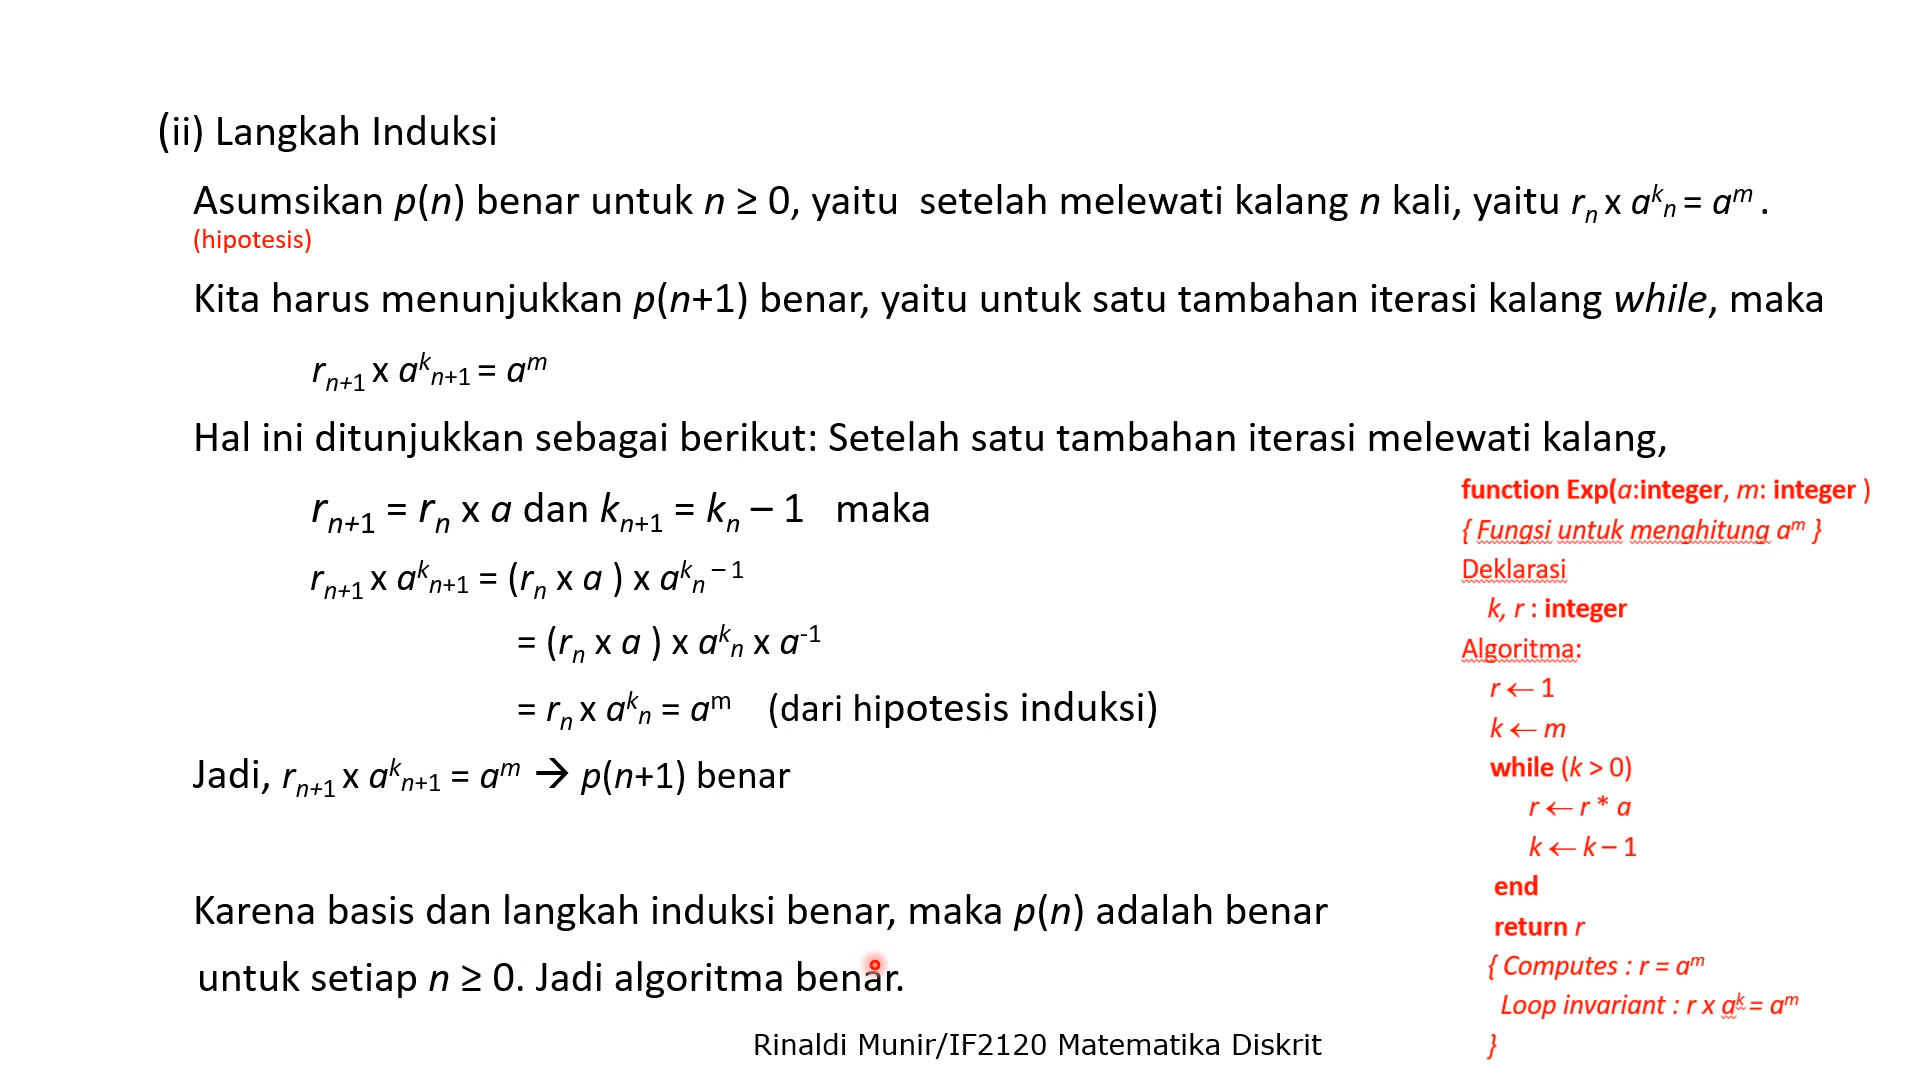 (ii) Langkah Induksi
Asumsikan p(n) benar untuk n ≥ 0, yaitu setelah melewati kalang n kali, yaitu rₙ x aᵏₙ = aᵐ .
(hipotesis)
Kita harus menunjukkan p(n+1) benar, yaitu untuk satu tambahan iterasi kalang while, maka
rₙ₊₁ x aᵏₙ₊₁ = aᵐ
Hal ini ditunjukkan sebagai berikut: Setelah satu tambahan iterasi melewati kalang,
rₙ₊₁ = rₙ x a dan kₙ₊₁ = kₙ – 1 maka
rₙ₊₁ x aᵏₙ₊₁ = (rₙ x a ) x aᵏₙ ⁻ ¹
= (rₙ x a ) x aᵏₙ x a⁻¹
= rₙ x aᵏₙ = aᵐ (dari hipotesis induksi)
Jadi, rₙ₊₁ x aᵏₙ₊₁ = aᵐ → p(n+1) benar
Karena basis dan langkah induksi benar, maka p(n) adalah benar
untuk setiap n ≥ 0. Jadi algoritma benar.
function Exp(a:integer, m: integer )
{ Fungsi untuk menghitung aᵐ }
Deklarasi
k, r : integer
Algoritma:
r ← 1
k ← m
while (k > 0)
r ← r * a
k ← k – 1
end
return r
{ Computes : r = aᵐ
Loop invariant : r x aᵏ = aᵐ
}
Rinaldi Munir/IF2120 Matematika Diskrit